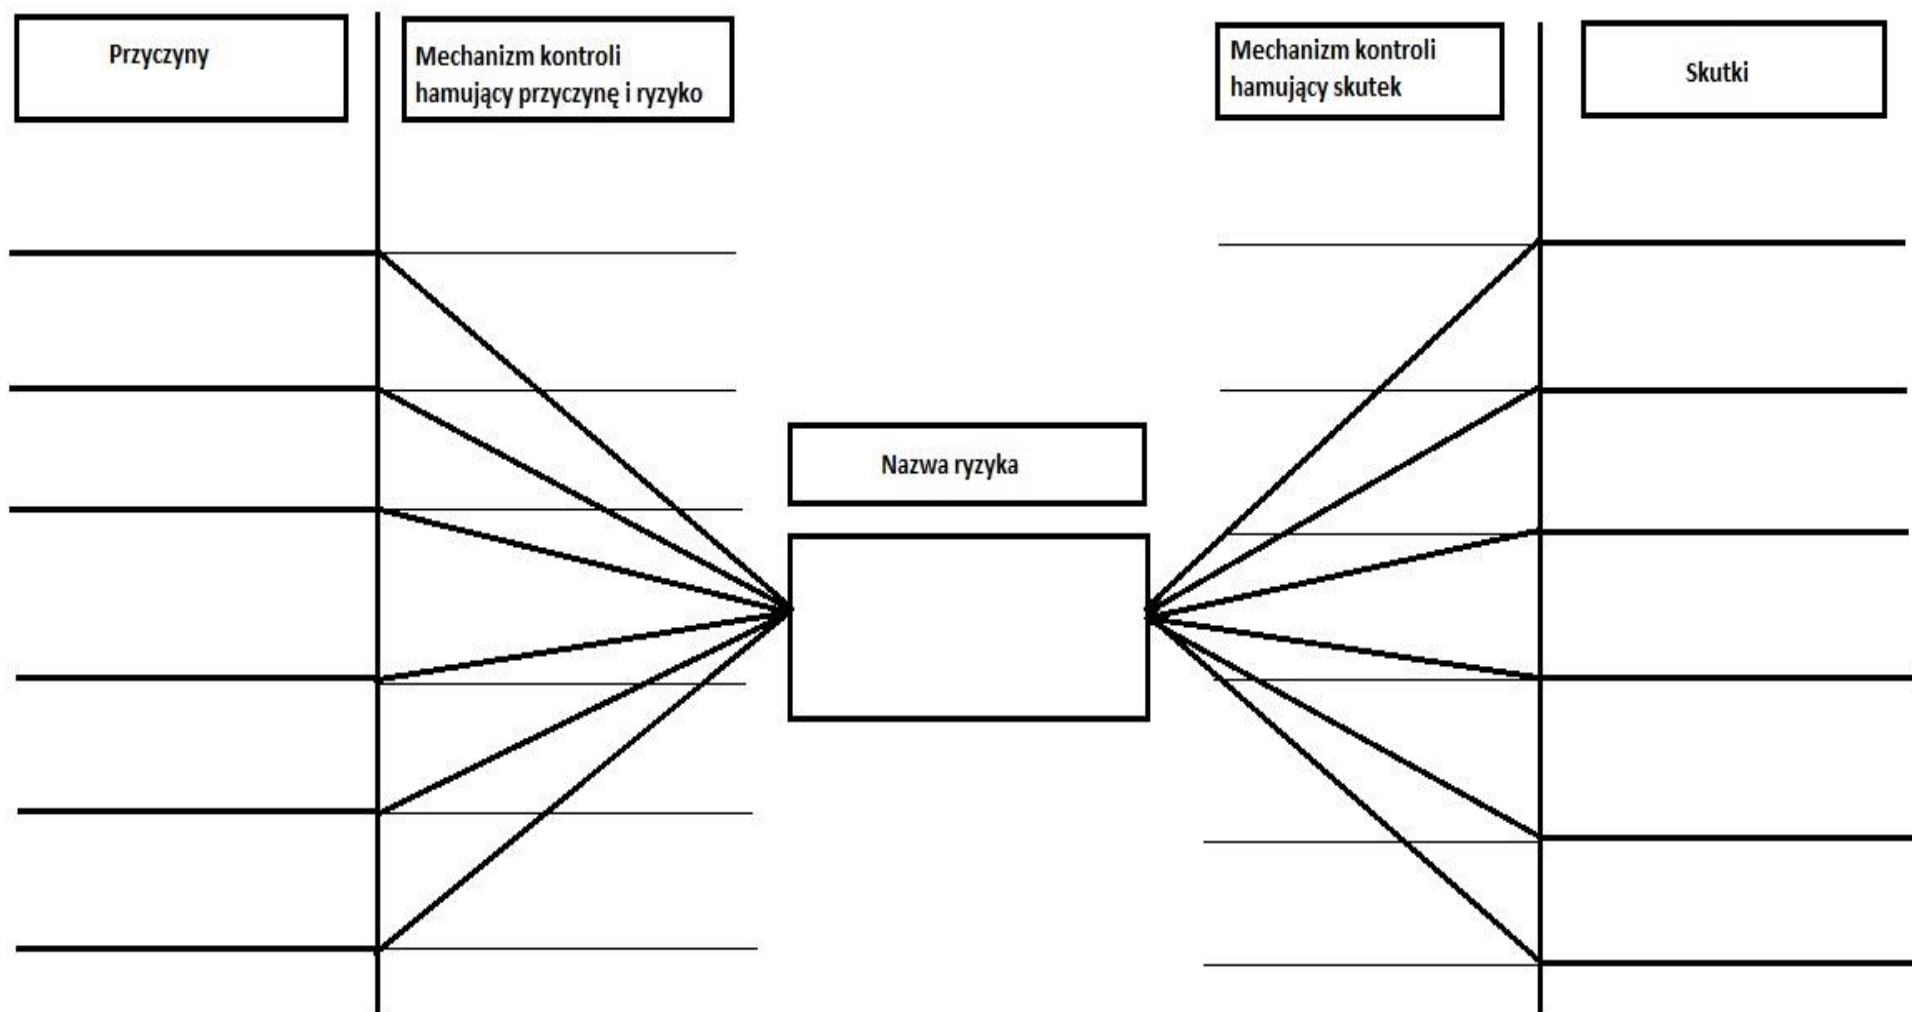 Przyczyny
Mechanizm kontroli
hamujący przyczynę i ryzyko
Mechanizm kontroli
hamujący skutek
Skutki
Nazwa ryzyka